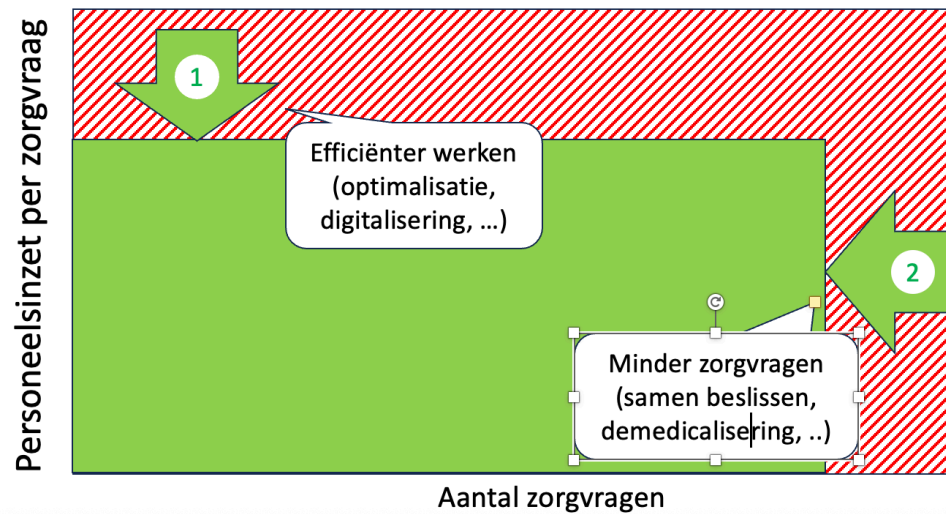 Personeelsinzet per zorgvraag
1
Efficiënter werken
(optimalisatie,
digitalisering, ...)
2
Minder zorgvragen
(samen beslissen,
demedicalisering, ..)
Aantal zorgvragen